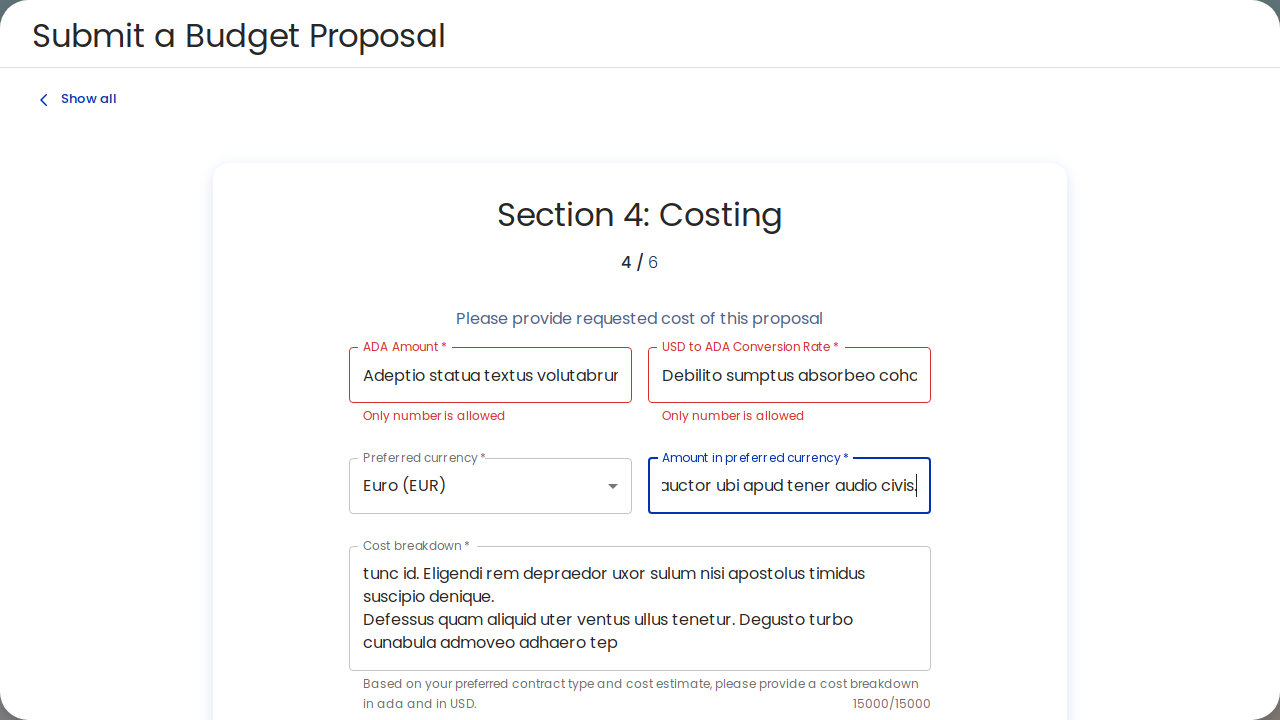 Submit a Budget Proposal
Show all
Section 4: Costing
4 / 6
Please provide requested cost of this proposal
ADA Amount *
Adeptio statua textus
USD to ADA Conversion Rate *
Debilito sumptus absorbeo
Only number is allowed
Only number is allowed
Preferred currency *
Euro (EUR)
Amount in preferred currency *
auctor ubi apud tener audio civis.
Cost breakdown *
tunc id. Eligendi rem depraedor uxor sulum nisi apostolus timidus
suscipio denique.
Defessus quam aliquid uter ventus ullus tenetur. Degusto turbo
cunabula admoveo adhaero tep
Based on your preferred contract type and cost estimate, please provide a cost breakdown
in ada and in USD.
15000/15000